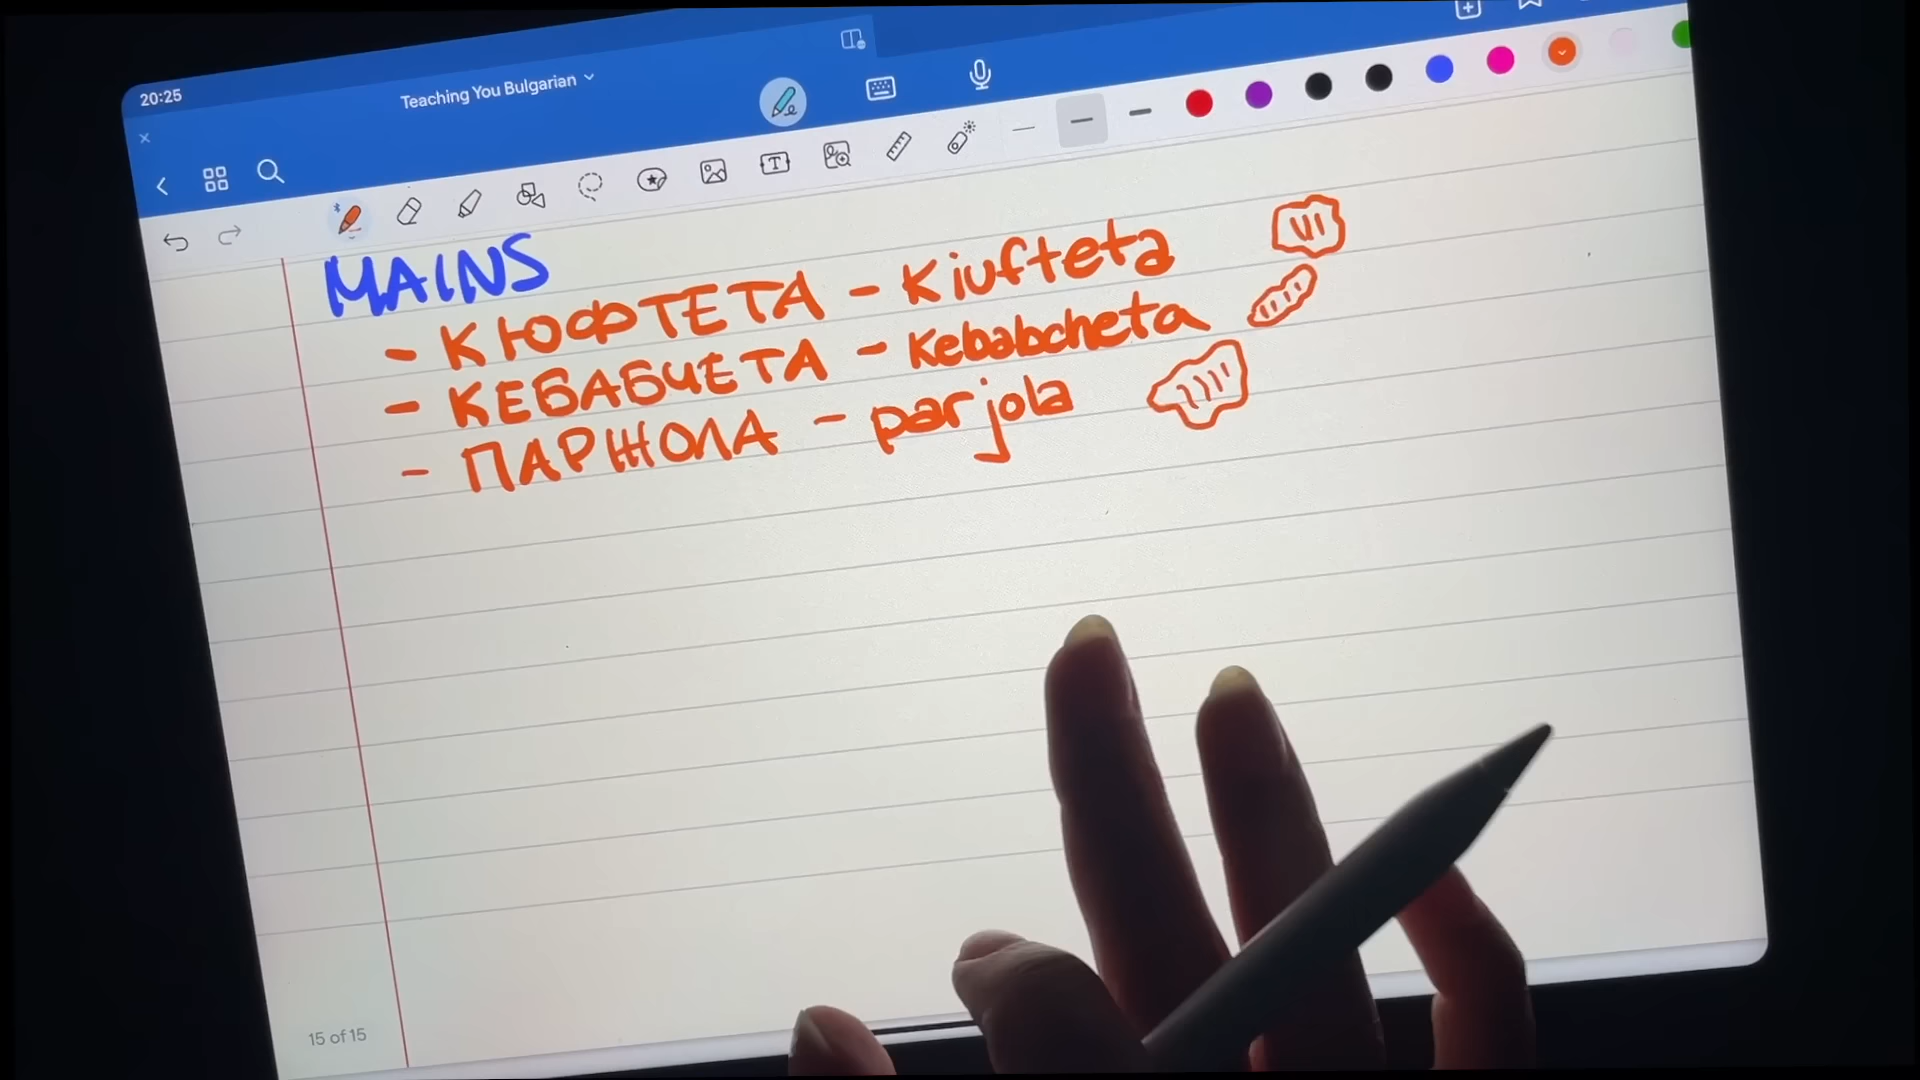 20:25
Teaching You Bulgarian
MAINS
- КЮФТЕТА - Kiufteta
- КЕБАБЧЕТА - Kebabcheta
- ПАРЖОЛА - parjola
15 of 15